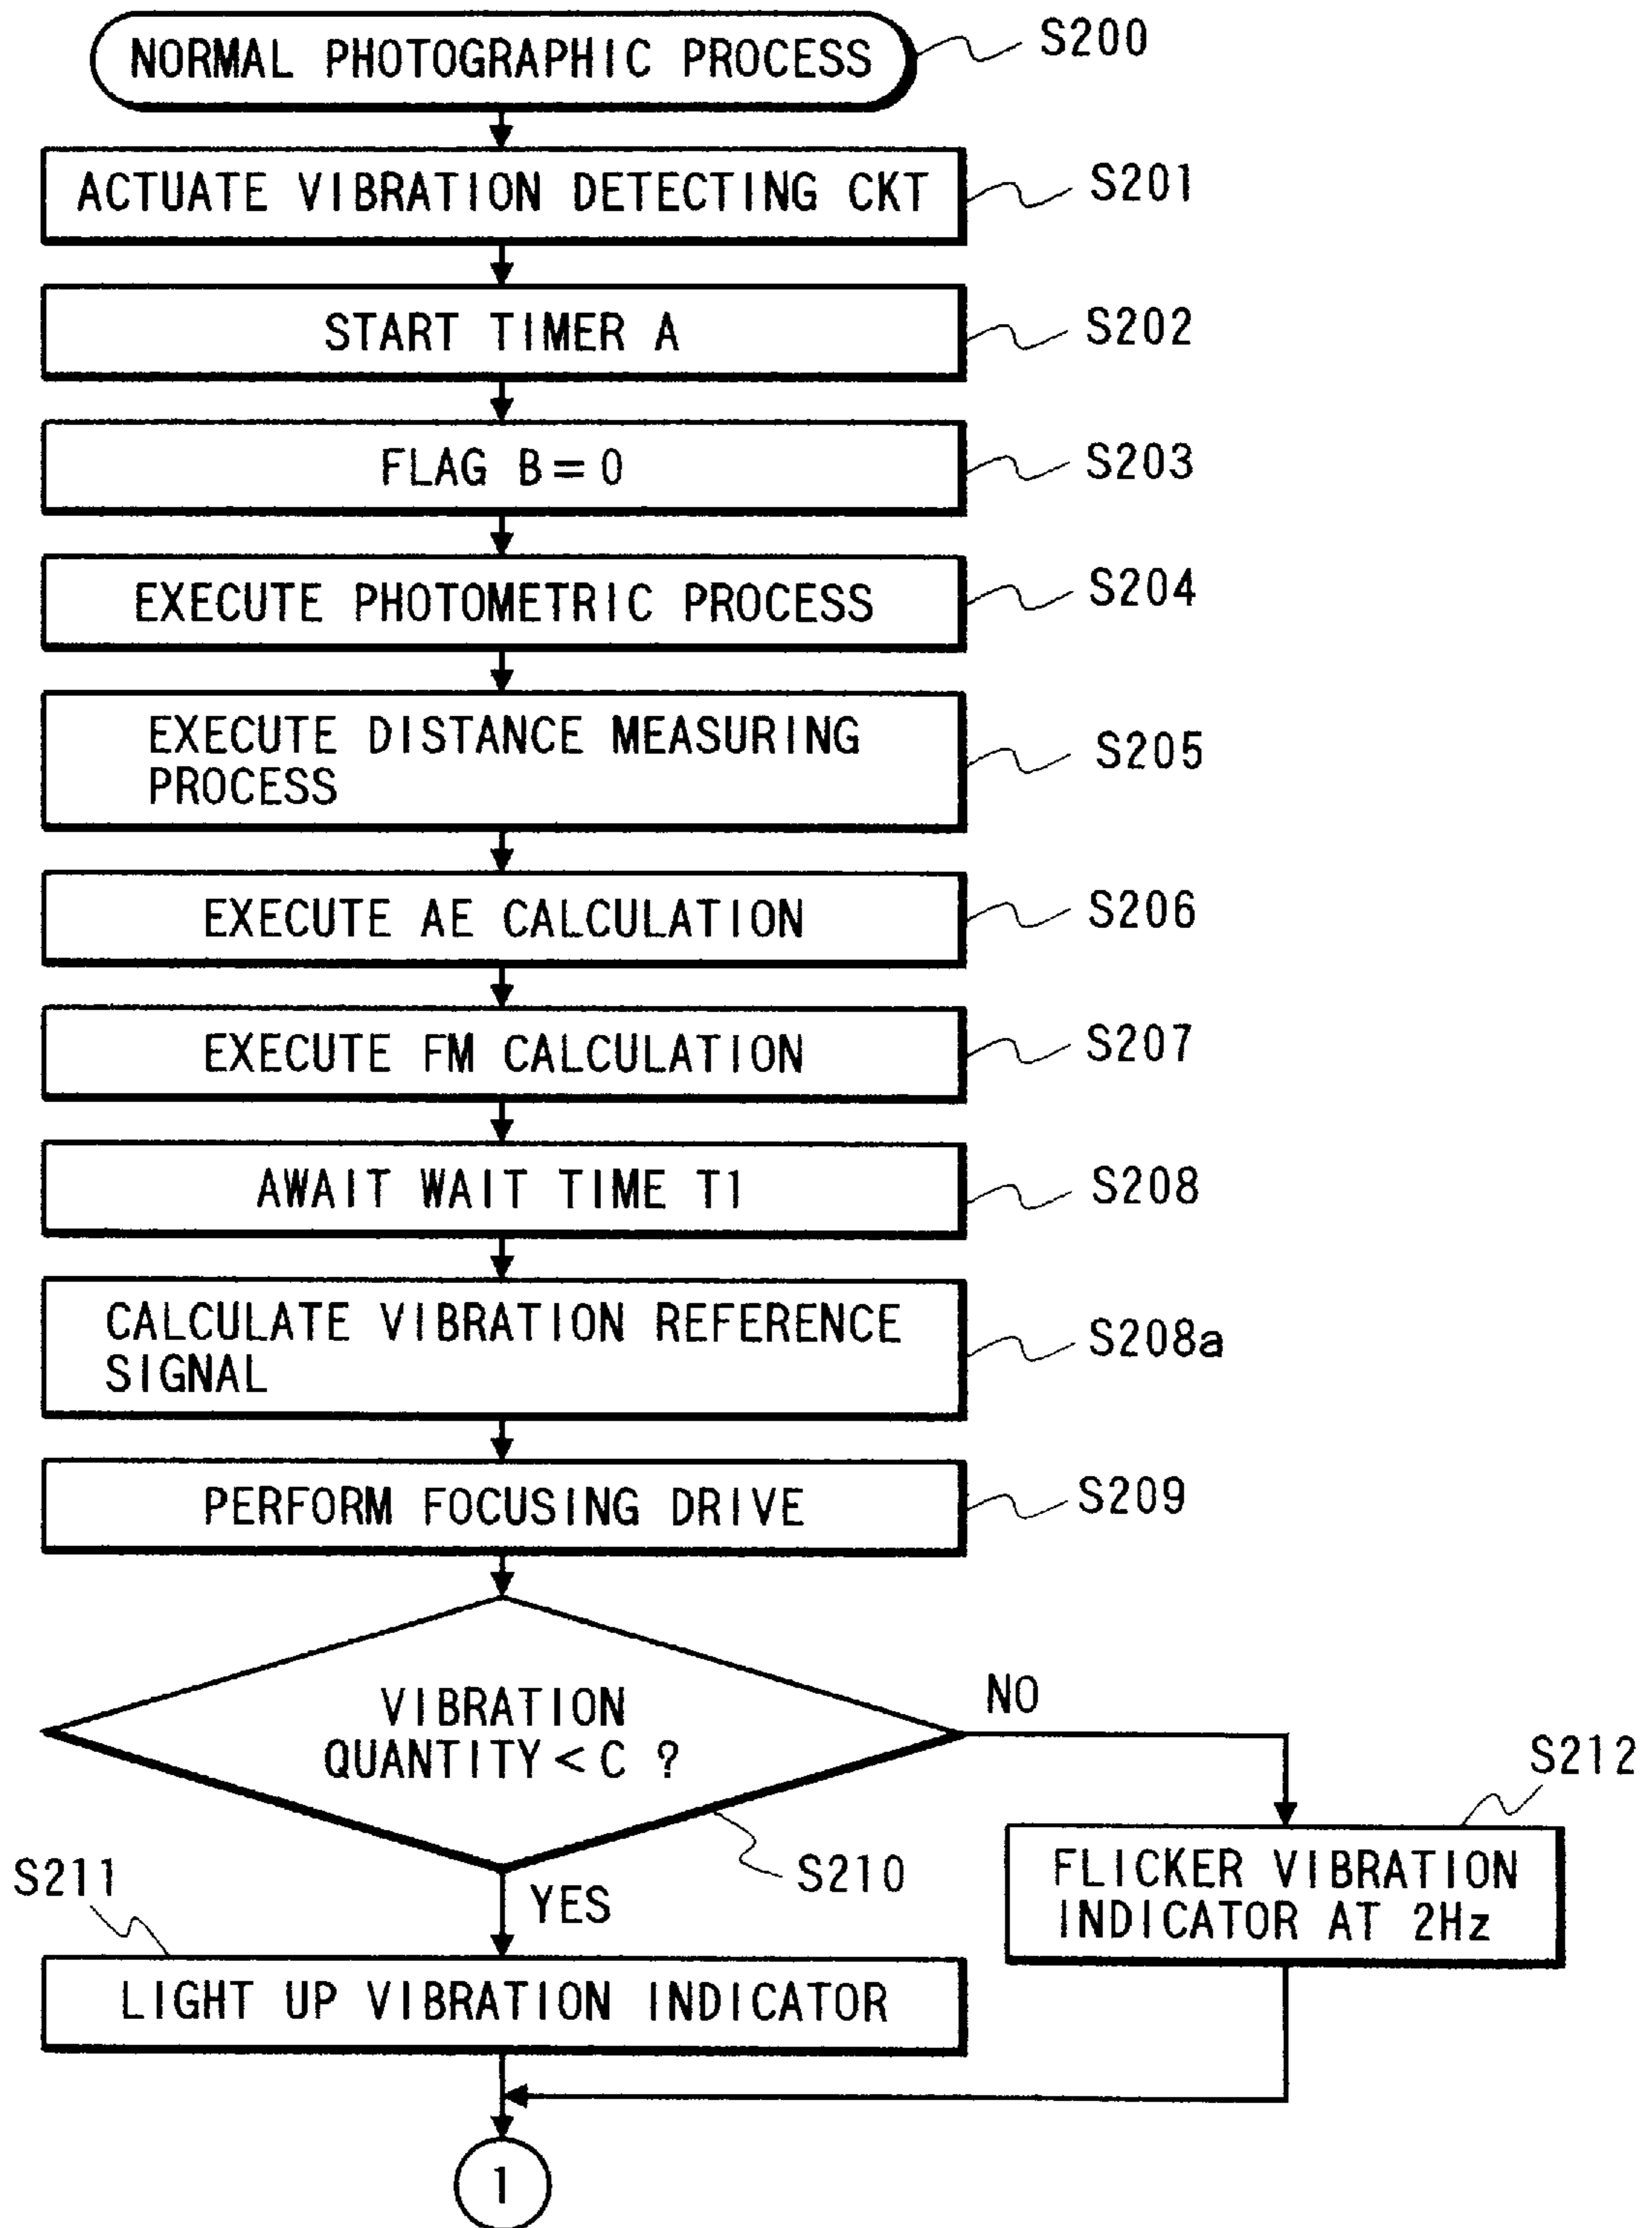 NORMAL PHOTOGRAPHIC PROCESS
S200
ACTUATE VIBRATION DETECTING CKT
S201
START TIMER A
S202
FLAG B = 0
S203
EXECUTE PHOTOMETRIC PROCESS
S204
EXECUTE DISTANCE MEASURING
PROCESS
S205
EXECUTE AE CALCULATION
S206
EXECUTE FM CALCULATION
S207
AWAIT WAIT TIME T1
S208
CALCULATE VIBRATION REFERENCE
SIGNAL
S208a
PERFORM FOCUSING DRIVE
S209
VIBRATION
QUANTITY < C ?
NO
S210
YES
S212
FLICKER VIBRATION
INDICATOR AT 2Hz
S211
LIGHT UP VIBRATION INDICATOR
1